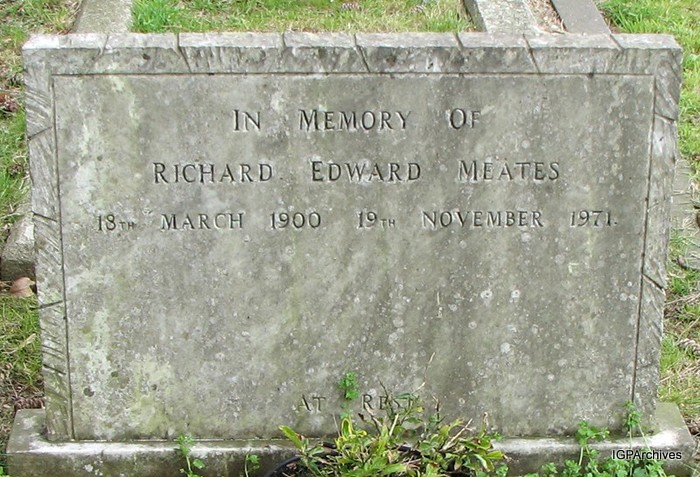 In Memory Of
Richard Edward Meates
18TH March 1900 19TH November 1971.
At Rest
IGPArchives